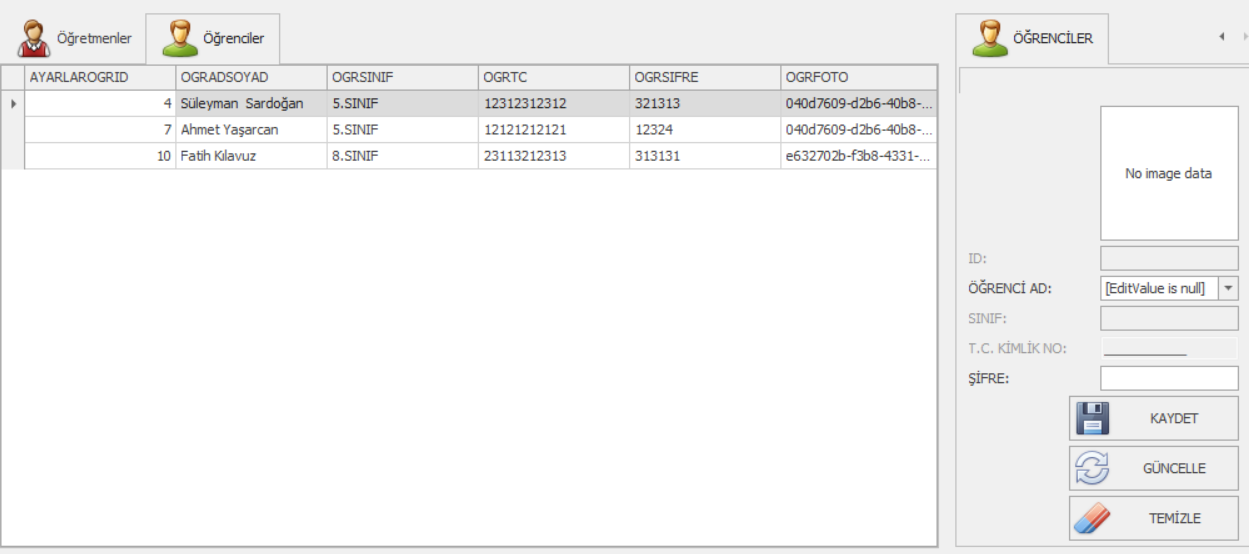 Öğretmenler Öğrenciler
AYARLAROGRID OGRADSOYAD OGRSINIF OGRTC OGRSIFRE OGRFOTO
4 Süleyman Sardoğan 5.SINIF 12312312312 321313 040d7609-d2b6-40b8-...
7 Ahmet Yaşarcan 5.SINIF 12121212121 12324 040d7609-d2b6-40b8-...
10 Fatih Kılavuz 8.SINIF 23113212313 313131 e632702b-f3b8-4331-...
ÖĞRENCİLER
No image data
ID:
ÖĞRENCİ AD: [EditValue is null]
SINIF:
T.C. KİMLİK NO: ___________
ŞİFRE:
KAYDET
GÜNCELLE
TEMİZLE